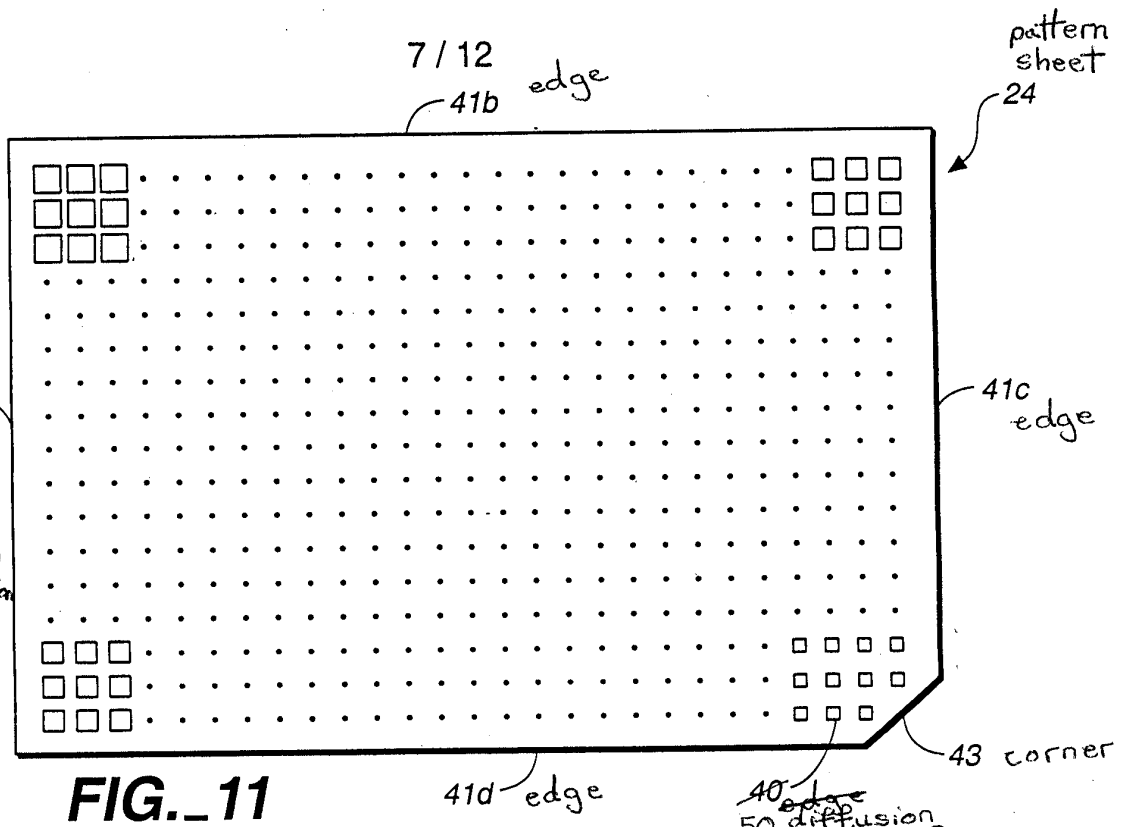 7 / 12
edge
41b
pattern
sheet
24
41c
edge
43 corner
41d edge
40 edge
50 diffusion
FIG._11